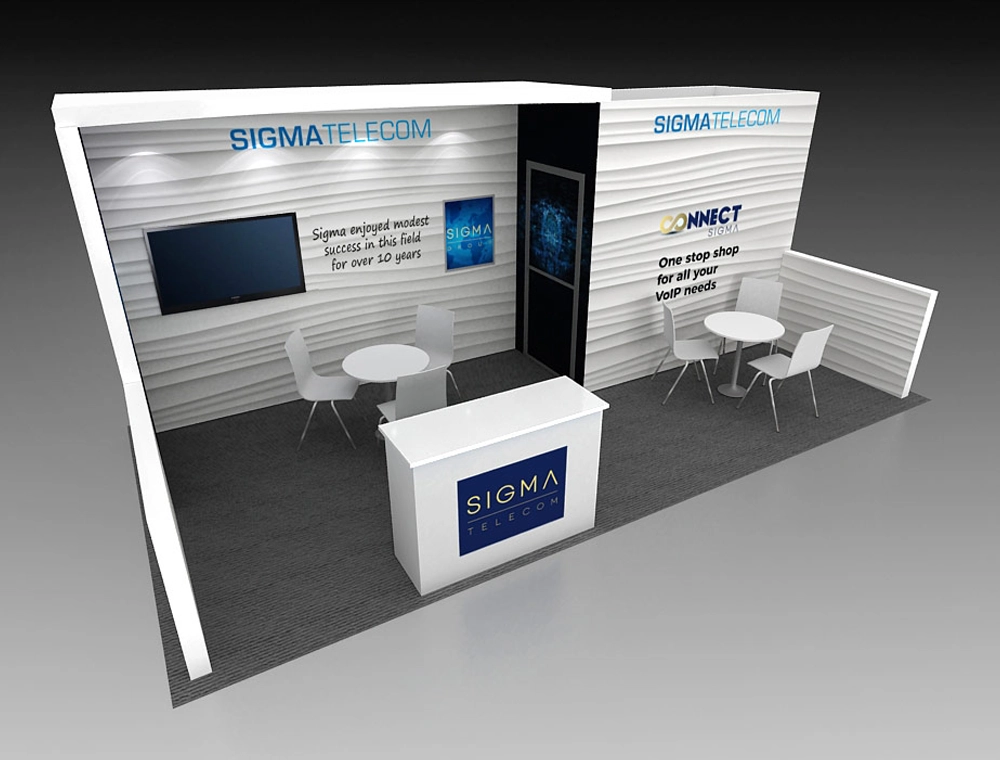 SIGMATELECOM
SIGMATELECOM
Sigma enjoyed modest
success in this field
for over 10 years
SIGMA
GROUP
CONNECT
SIGMA
One stop shop
for all your
VoIP needs
SIGMA
TELECOM